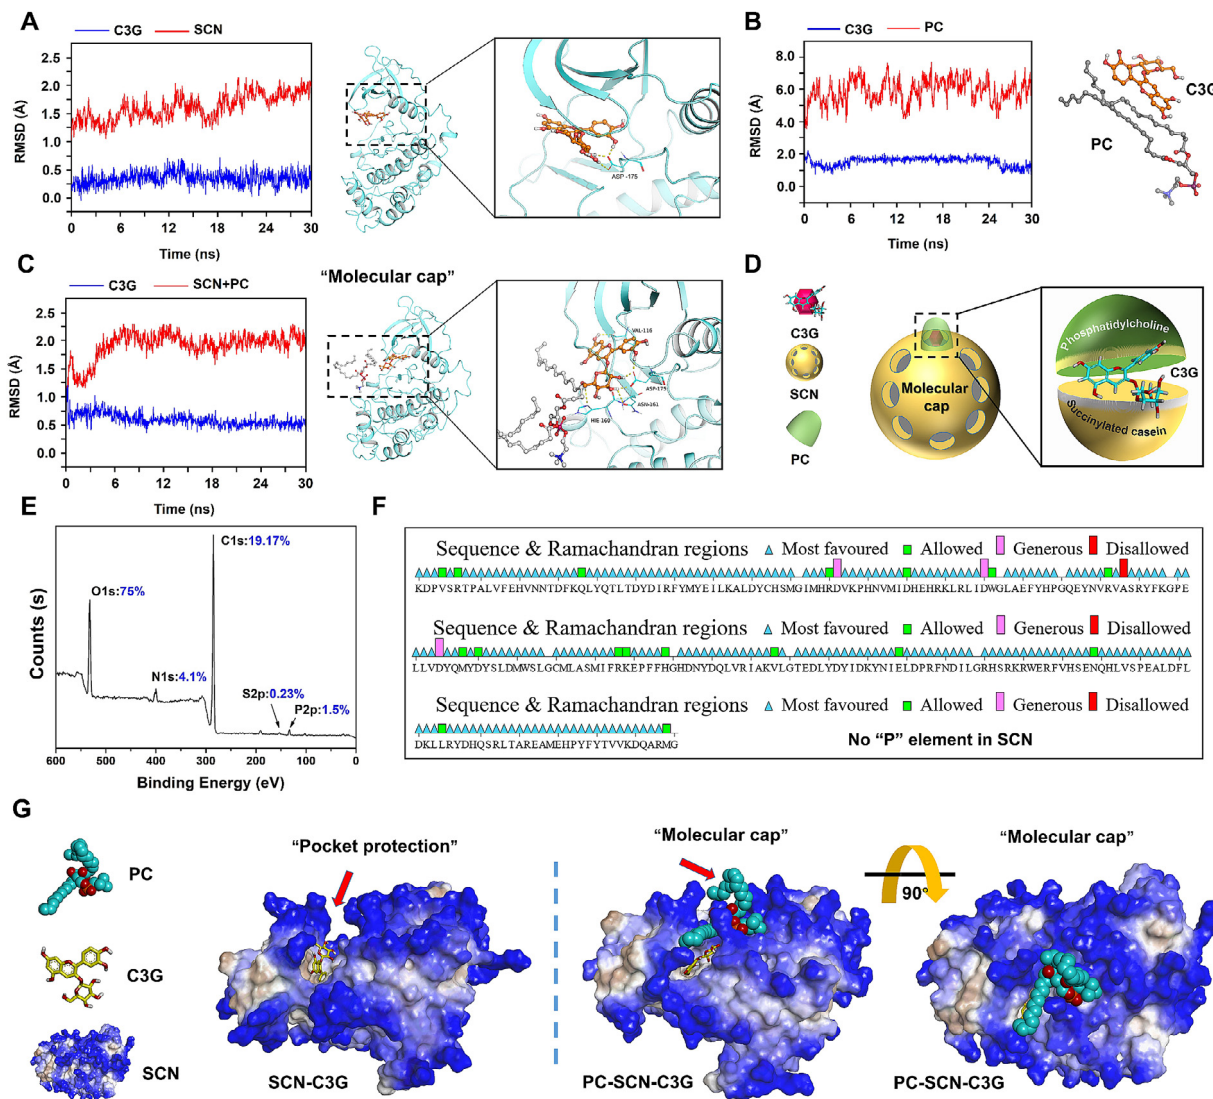 A
C3G
SCN
RMSD (Å)
2.5
2.0
1.5
1.0
0.5
0.0
0
6
12
18
24
30
Time (ns)
ASP -175
B
C3G
PC
RMSD (Å)
8.0
6.0
4.0
2.0
0.0
0
6
12
18
24
30
Time (ns)
C3G
PC
C
C3G
SCN+PC
RMSD (Å)
2.5
2.0
1.5
1.0
0.5
0.0
0
6
12
18
24
30
Time (ns)
“Molecular cap”
VAL-116
ASP-175
ASN-161
HIE 160
D
C3G
SCN
PC
Molecular
cap
Phosphatidylcholine
C3G
Succinylated casein
E
Counts (s)
C1s:19.17%
O1s:75%
N1s:4.1%
S2p:0.23%
P2p:1.5%
600
500
400
300
200
100
0
Binding Energy (eV)
F
Sequence & Ramachandran regions Most favoured Allowed Generous Disallowed
KDPVSRTPALVFEHVNNTDFKQLYQTLTDYDIRFYMYEILKALDYCHSMGIMHRDVKPHNVMIDHEHRKLRLIDWGLAEFYHPGQEYNVRVASRYFKGPE
Sequence & Ramachandran regions Most favoured Allowed Generous Disallowed
LLVDYQMYDYSLDMWSLGCMLASMIFRKEPFFHGHDNYDQLVRIAKVLGTEDLYDYIDKYNIELDPRFNDILGRHSRKRWERFVHSENQHLVSPEALDFL
Sequence & Ramachandran regions Most favoured Allowed Generous Disallowed
DKLLRYDHQSRLTAREAMEHPYFYTVVKDQARMG
No “P” element in SCN
G
PC
C3G
SCN
“Pocket protection”
SCN-C3G
“Molecular cap”
PC-SCN-C3G
90°
“Molecular cap”
PC-SCN-C3G